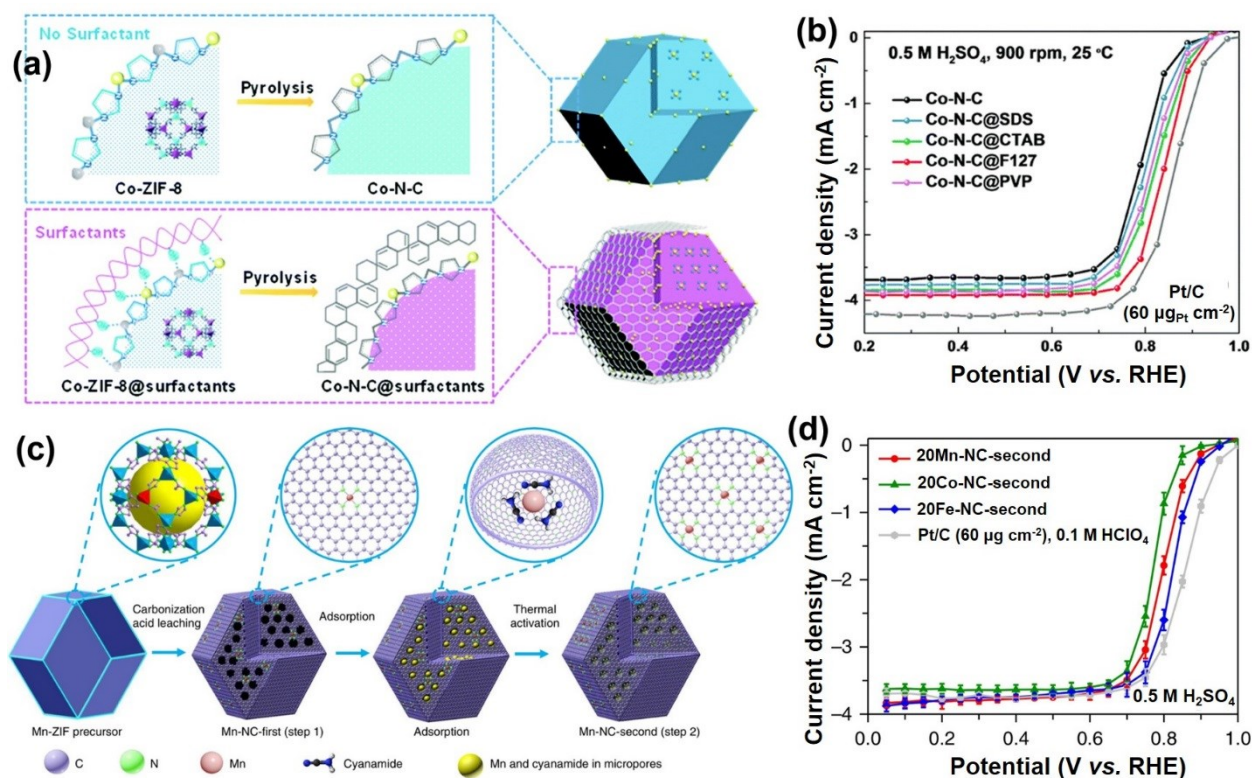 (a)
No Surfactant
Pyrolysis
Co-ZIF-8
Co-N-C
Surfactants
Pyrolysis
Co-ZIF-8@surfactants
Co-N-C@surfactants
(b)
0.5 M H₂SO₄, 900 rpm, 25 °C
Co-N-C
Co-N-C@SDS
Co-N-C@CTAB
Co-N-C@F127
Co-N-C@PVP
Pt/C
(60 µgPt cm⁻²)
Current density (mA cm⁻²)
0
-1
-2
-3
-4
0.2 0.4 0.6 0.8 1.0
Potential (V vs. RHE)
(c)
Carbonization
acid leaching
Adsorption
Thermal
activation
Mn-ZIF precursor
Mn-NC-first (step 1)
Adsorption
Mn-NC-second (step 2)
C
N
Mn
Cyanamide
Mn and cyanamide in micropores
(d)
20Mn-NC-second
20Co-NC-second
20Fe-NC-second
Pt/C (60 µg cm⁻²), 0.1 M HClO₄
0.5 M H₂SO₄
Current density (mA cm⁻²)
0
–1
–2
–3
–4
0.0 0.2 0.4 0.6 0.8 1.0
Potential (V vs. RHE)